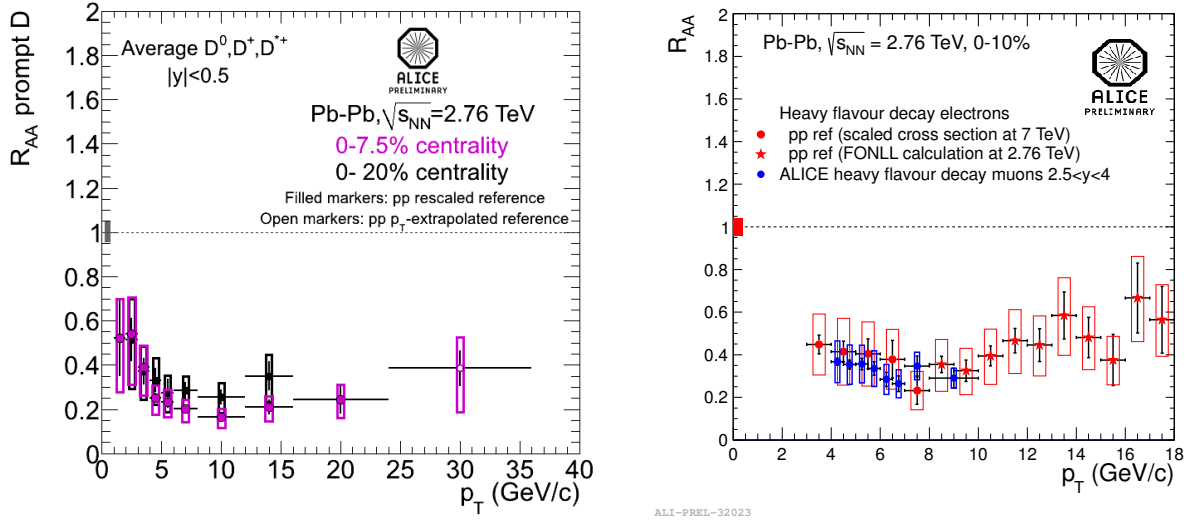 R_AA prompt D
2
1.8
1.6
1.4
1.2
1
0.8
0.6
0.4
0.2
0
Average D⁰,D⁺,D*⁺
|y|<0.5
ALICE
PRELIMINARY
Pb-Pb,√s_NN=2.76 TeV
0-7.5% centrality
0- 20% centrality
Filled markers: pp rescaled reference
Open markers: pp p_T-extrapolated reference
0 5 10 15 20 25 30 35 40
p_T (GeV/c)
R_AA
2
1.8
1.6
1.4
1.2
1
0.8
0.6
0.4
0.2
0
Pb-Pb, √s_NN = 2.76 TeV, 0-10%
ALICE
PRELIMINARY
Heavy flavour decay electrons
pp ref (scaled cross section at 7 TeV)
pp ref (FONLL calculation at 2.76 TeV)
ALICE heavy flavour decay muons 2.5<y<4
0 2 4 6 8 10 12 14 16 18
p_T (GeV/c)
ALI-PREL-32023